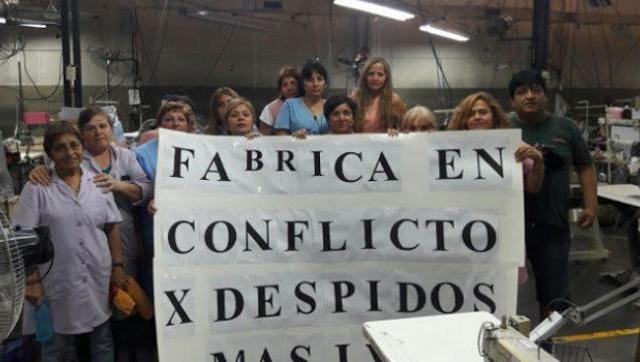 FABRICA EN
CONFLICTO
X DESPIDOS